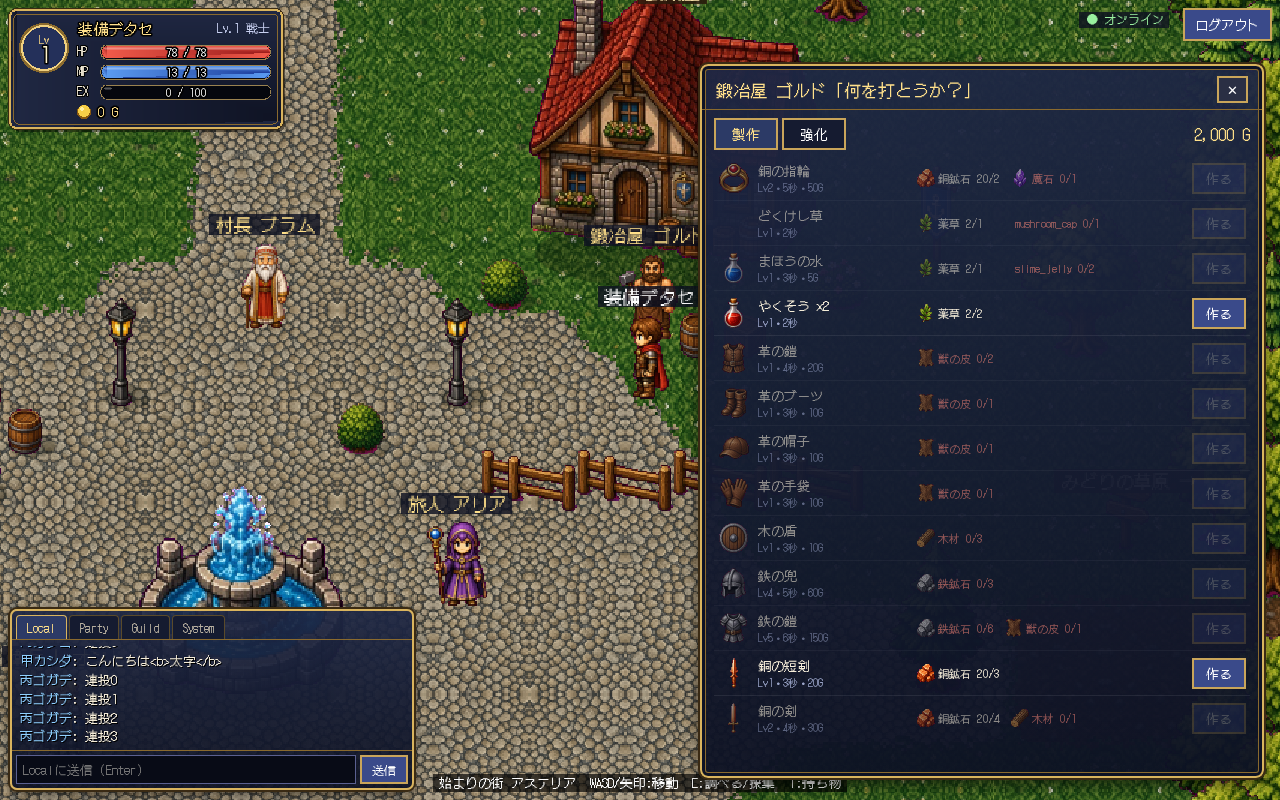 Lv
1
装備デクセ
Lv.1 戦士
HP 78 / 78
MP 13 / 13
EX 0 / 100
0 G
オンライン
ログアウト
村長 ブラム
鍛冶屋 ゴルド
装備デクセ
旅人 アリア
鍛冶屋 ゴルド「何を打とうか?」
×
製作
強化
2,000 G
銅の指輪
Lv2・5秒・50G
銅鉱石 20/2 魔石 0/1
作る
どくけし草
Lv1・2秒
薬草 2/1 mushroom_cap 0/1
作る
まほうの水
Lv1・3秒・5G
薬草 2/1 slime_jelly 0/2
作る
やくそう x2
Lv1・2秒
薬草 2/2
作る
革の鎧
Lv1・4秒・20G
獣の皮 0/2
作る
革のブーツ
Lv1・3秒・10G
獣の皮 0/1
作る
革の帽子
Lv1・3秒・10G
獣の皮 0/1
作る
革の手袋
Lv1・3秒・10G
獣の皮 0/1
作る
木の盾
Lv1・3秒・10G
木材 0/3
作る
鉄の兜
Lv4・5秒・60G
鉄鉱石 0/3
作る
鉄の鎧
Lv5・6秒・150G
鉄鉱石 0/6 獣の皮 0/1
作る
銅の短剣
Lv1・3秒・20G
銅鉱石 20/3
作る
銅の剣
Lv2・4秒・30G
銅鉱石 20/4 木材 0/1
作る
みどりの草原
Local Party Guild System
甲カシダ: こんにちは<b>太字</b>
丙ゴガデ: 連投0
丙ゴガデ: 連投1
丙ゴガデ: 連投2
丙ゴガデ: 連投3
Localに送信 (Enter)
送信
始まりの街 アステリア WASD/矢印:移動 E:調べる/採集 I:持ち物